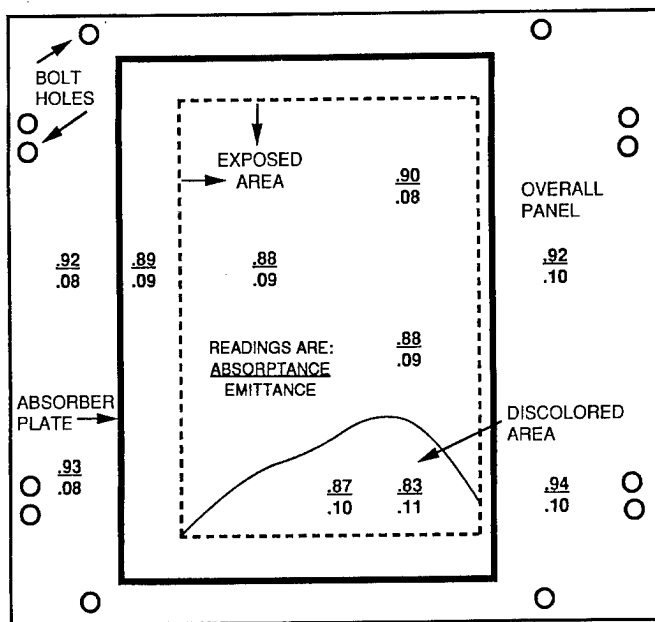 BOLT
HOLES
EXPOSED
AREA
.90
.08
OVERALL
PANEL
.92
.08
.89
.09
.88
.09
.92
.10
READINGS ARE:
ABSORPTANCE
EMITTANCE
.88
.09
ABSORBER
PLATE
DISCOLORED
AREA
.93
.08
.87
.10
.83
.11
.94
.10